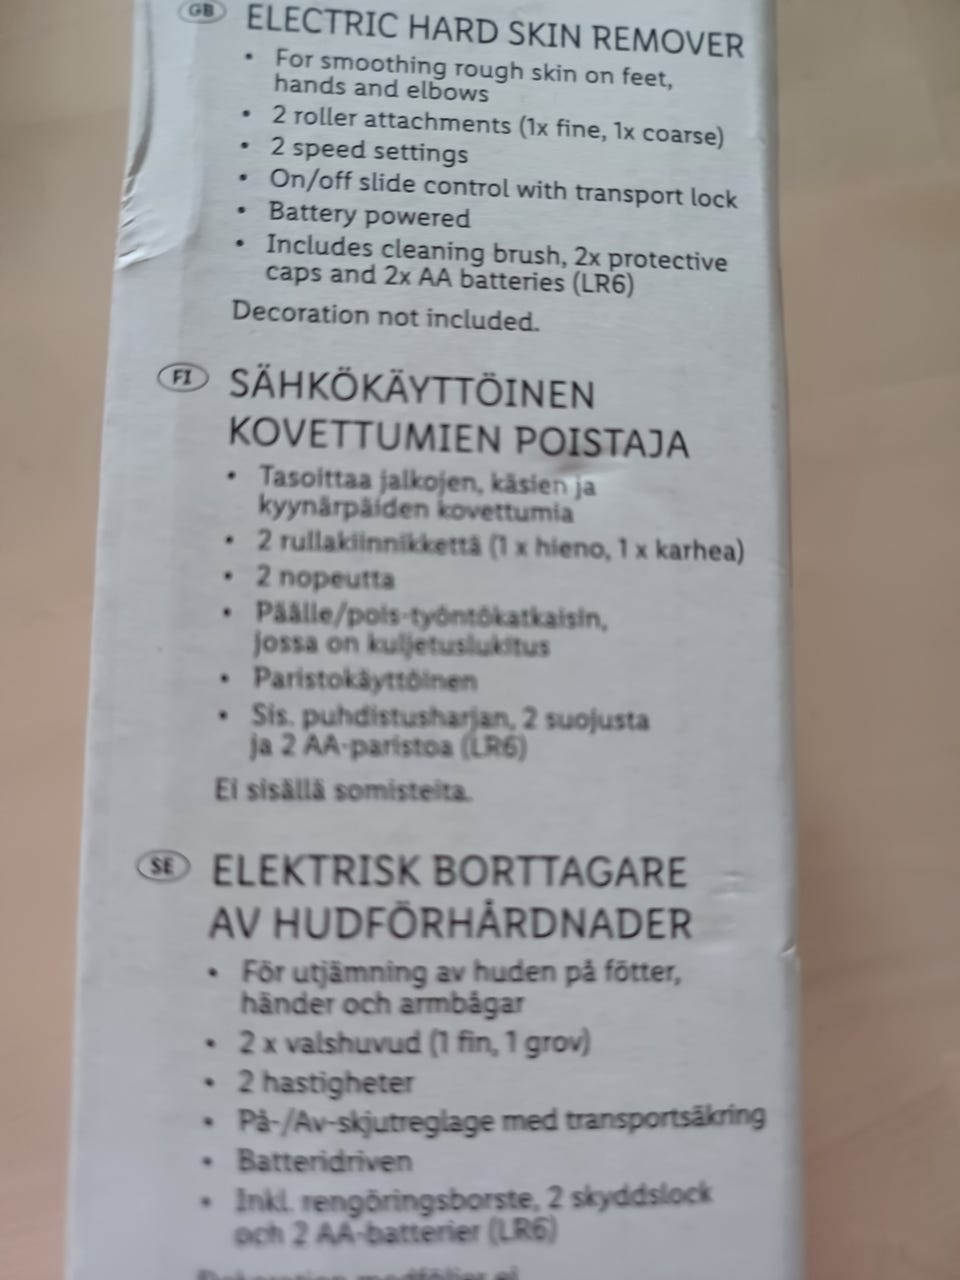 GB ELECTRIC HARD SKIN REMOVER
• For smoothing rough skin on feet,
hands and elbows
• 2 roller attachments (1x fine, 1x coarse)
• 2 speed settings
• On/off slide control with transport lock
• Battery powered
• Includes cleaning brush, 2x protective
caps and 2x AA batteries (LR6)
Decoration not included.
FI SÄHKÖKÄYTTÖINEN
KOVETTUMIEN POISTAJA
• Tasoittaa jalkojen, käsien ja
kyynärpäiden kovettumia
• 2 rullakiinnikkettä (1 x hieno, 1 x karhea)
• 2 nopeutta
• Päälle/pois-työntökatkaisin,
jossa on kuljetuslukitus
• Paristokäyttöinen
• Sis. puhdistusharjan, 2 suojusta
ja 2 AA-paristoa (LR6)
Ei sisällä somisteita.
SE ELEKTRISK BORTTAGARE
AV HUDFÖRHÅRDNADER
• För utjämning av huden på fötter,
händer och armbågar
• 2 x valshuvud (1 fin, 1 grov)
• 2 hastigheter
• På-/Av-skjutreglage med transportsäkring
• Batteridriven
• Inkl. rengöringsborste, 2 skyddslock
och 2 AA-batterier (LR6)
Dekoration medföljer ej